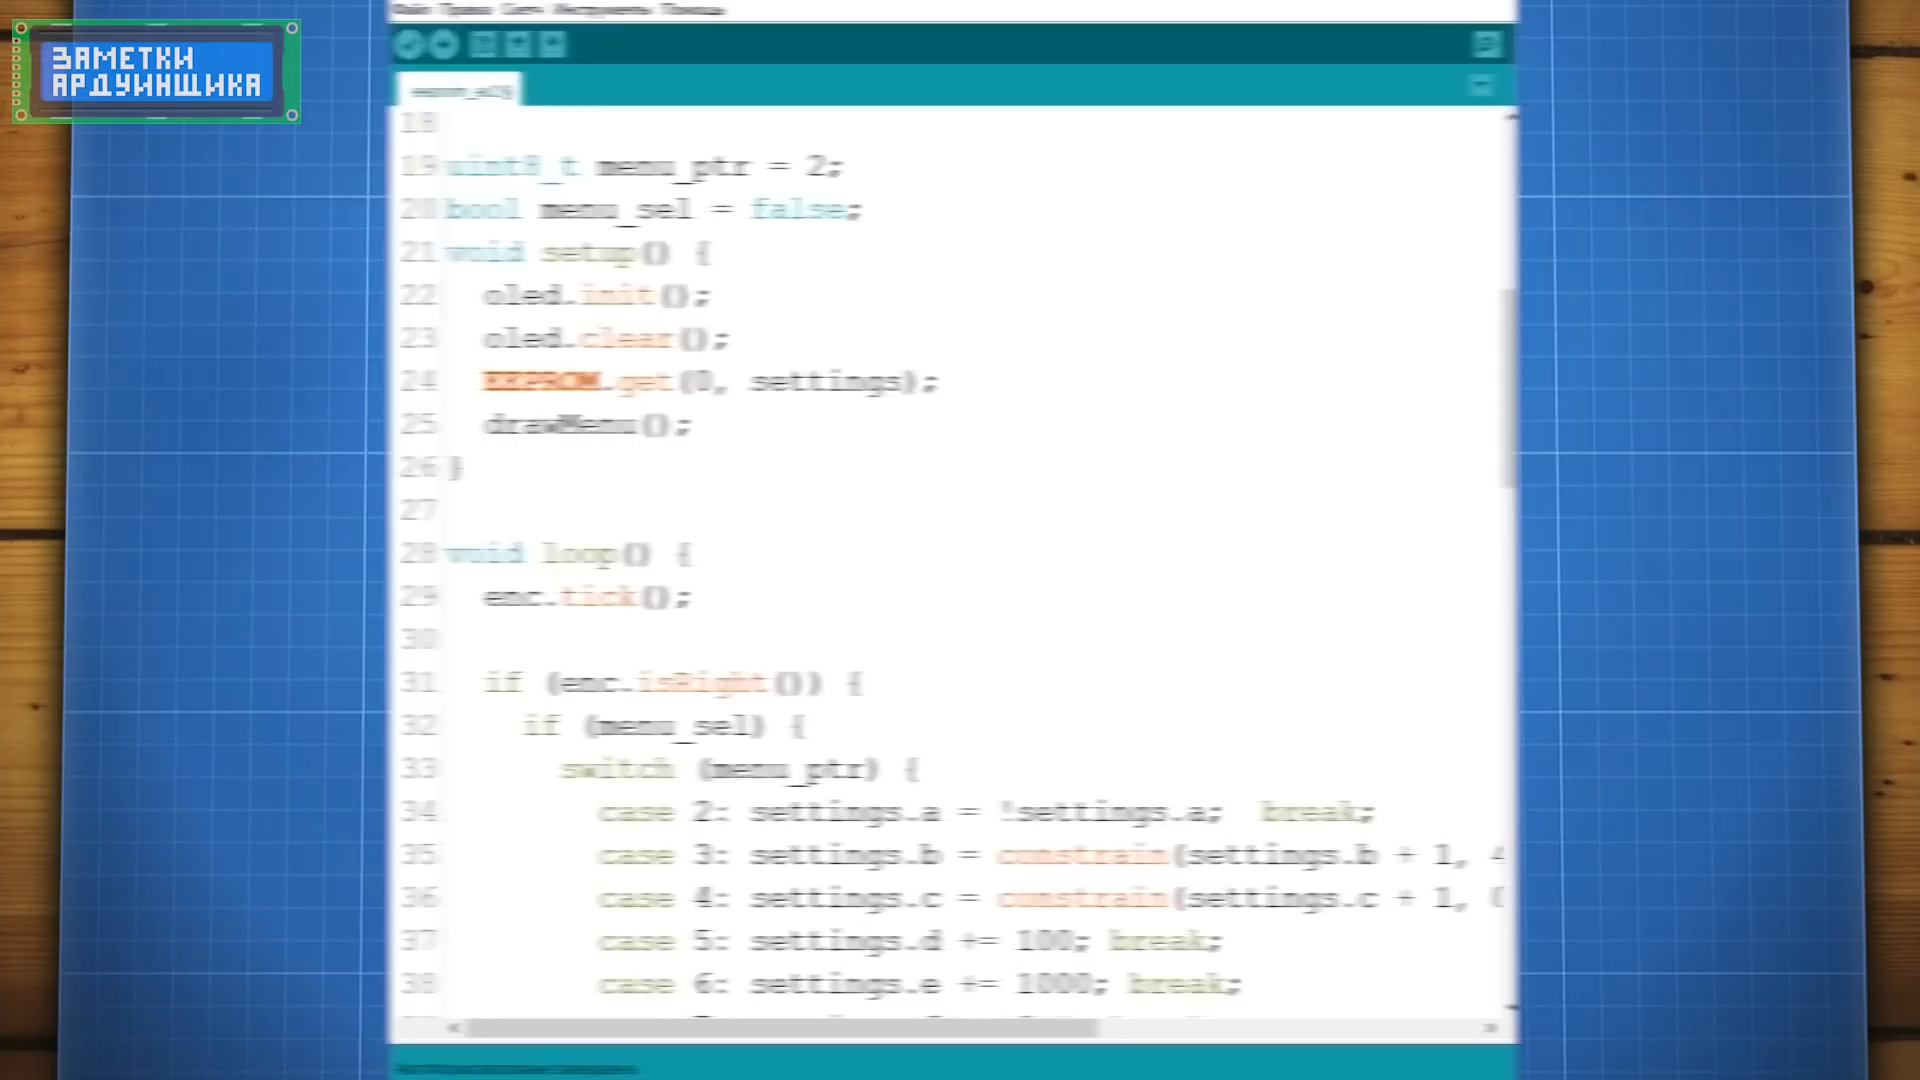 ЗАМЕТКИ
АРДУИНЩИКА
18
19 uint8_t menu_ptr = 2;
20 bool menu_sel = false;
21 void setup() {
22 oled.init();
23 oled.clear();
24 EEPROM.get(0, settings);
25 drawMenu();
26 }
27
28 void loop() {
29 enc.tick();
30
31 if (enc.isRight()) {
32 if (menu_sel) {
33 switch (menu_ptr) {
34 case 2: settings.a = !settings.a; break;
35 case 3: settings.b = constrain(settings.b + 1,
36 case 4: settings.c = constrain(settings.c + 1,
37 case 5: settings.d += 100; break;
38 case 6: settings.e += 1000; break;